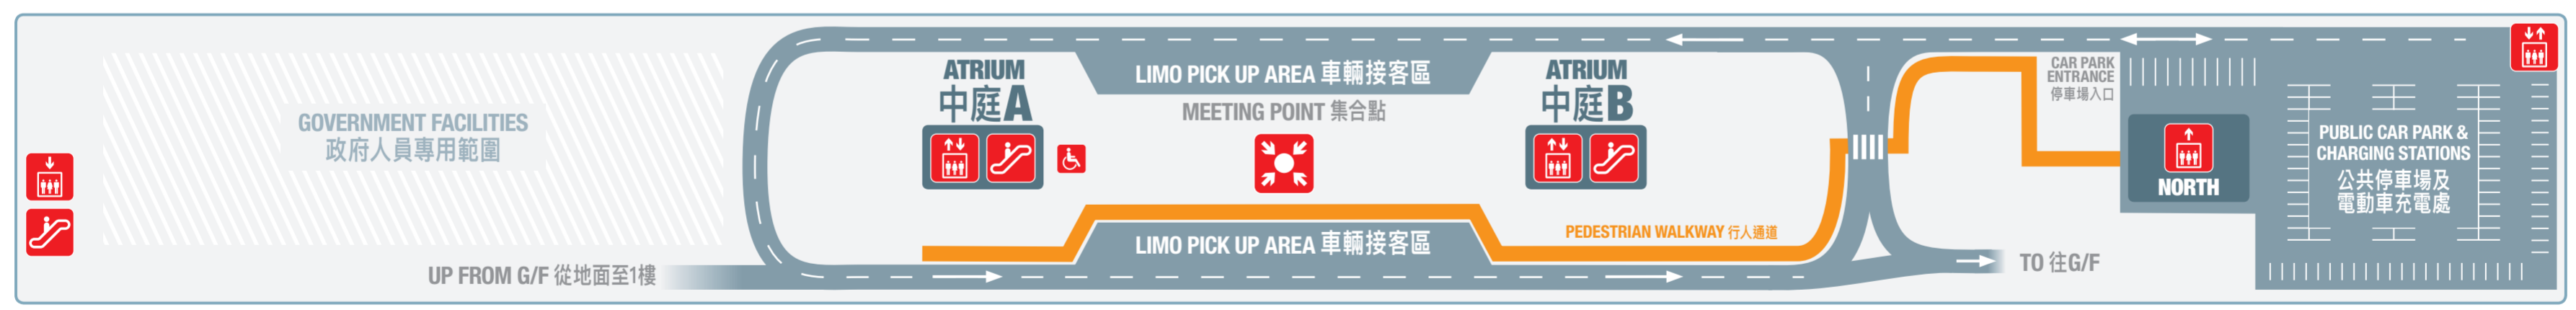 GOVERNMENT FACILITIES
政府人員專用範圍
UP FROM G/F 從地面至1樓
ATRIUM
中庭A
LIMO PICK UP AREA 車輛接客區
MEETING POINT 集合點
LIMO PICK UP AREA 車輛接客區
ATRIUM
中庭B
PEDESTRIAN WALKWAY 行人通道
CAR PARK
ENTRANCE
停車場入口
TO 往G/F
NORTH
PUBLIC CAR PARK &
CHARGING STATIONS
公共停車場及
電動車充電處